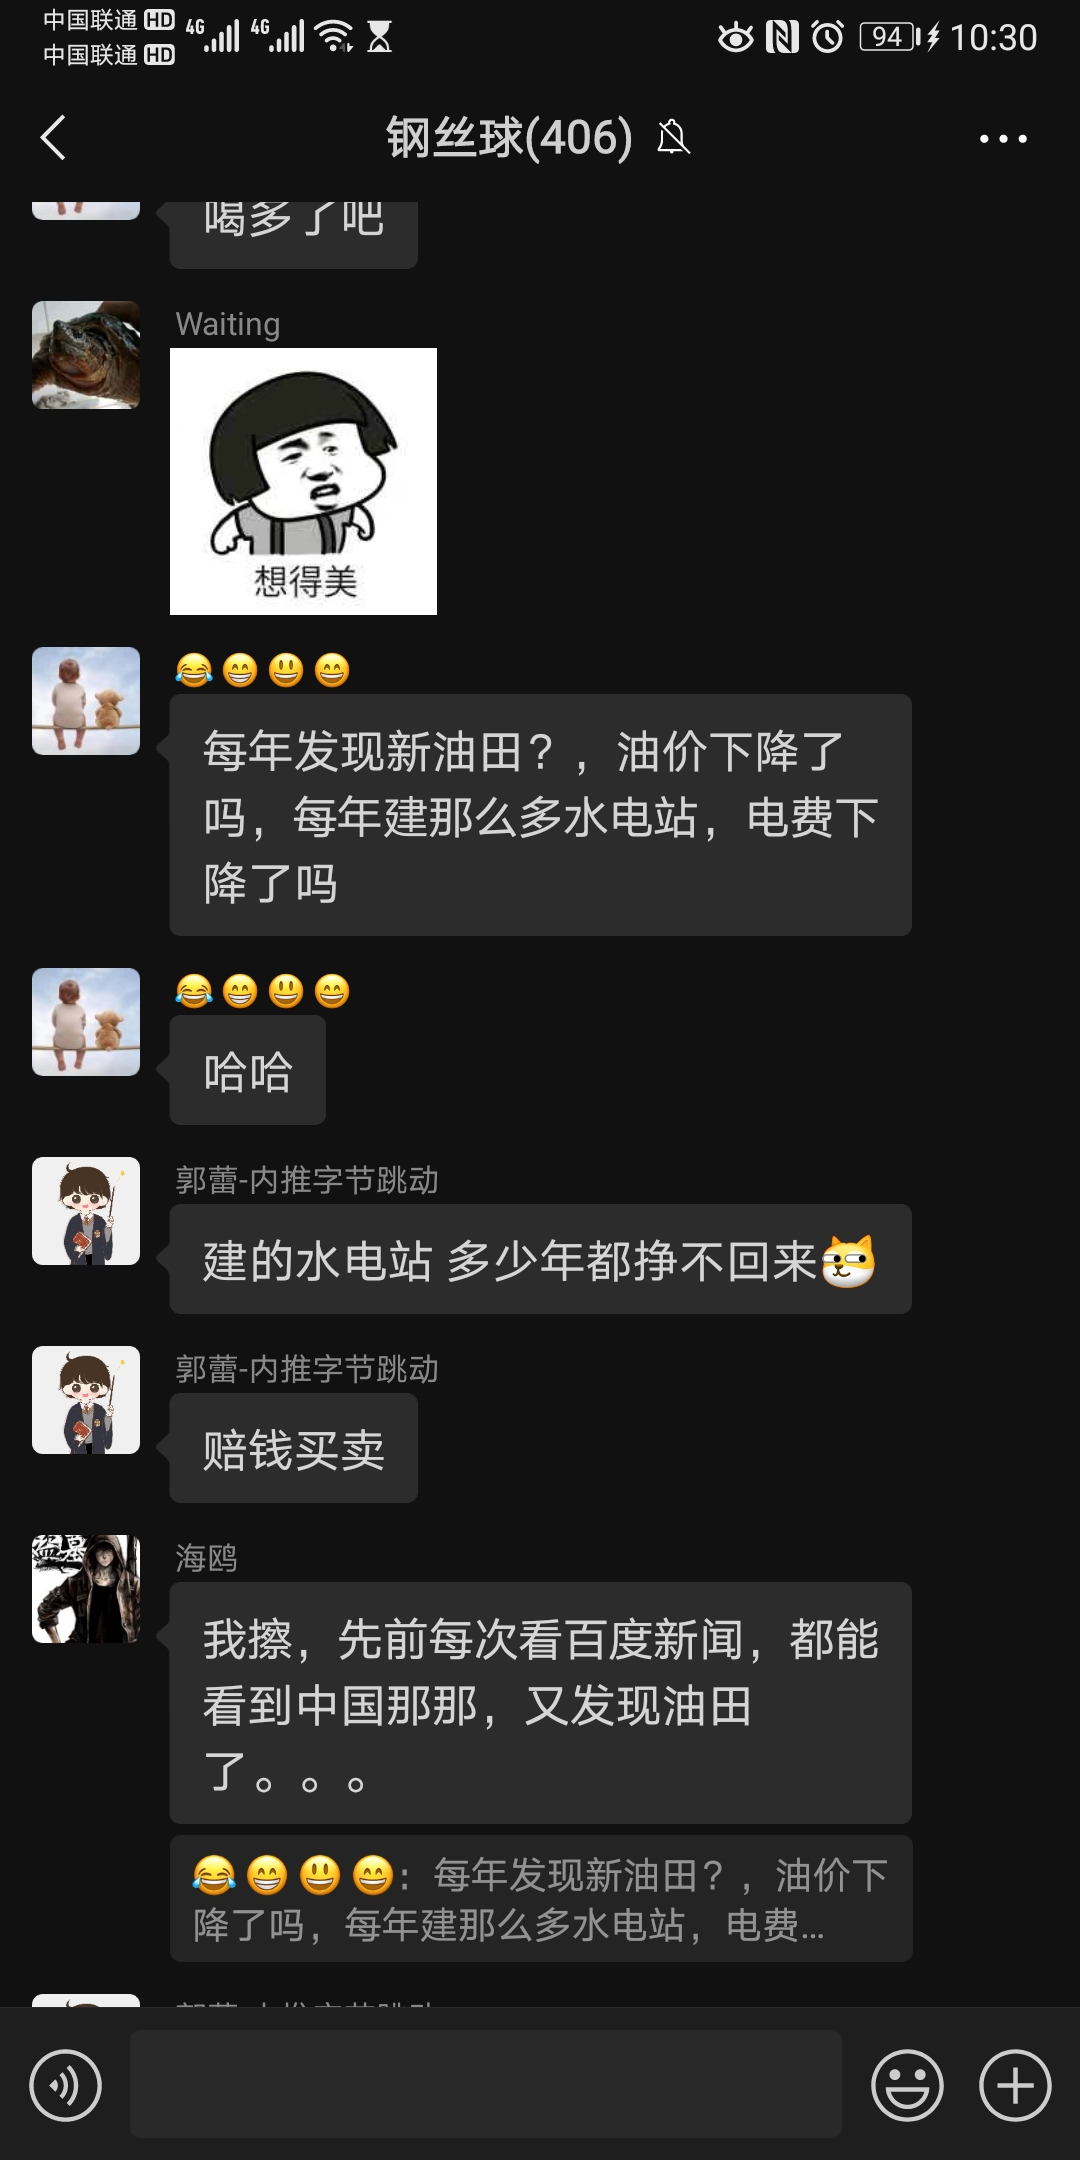 中国联通 HD 4G 4G 94 10:30
中国联通 HD
钢丝球(406)
喝多了吧
Waiting
想得美
😂😁😃😄
每年发现新油田？，油价下降了
吗，每年建那么多水电站，电费下
降了吗
😂😁😃😄
哈哈
郭蕾-内推字节跳动
建的水电站 多少年都挣不回来
郭蕾-内推字节跳动
赔钱买卖
海鸥
我擦，先前每次看百度新闻，都能
看到中国那那，又发现油田
了。。。
😂😁😃😄：每年发现新油田？，油价下
降了吗，每年建那么多水电站，电费...